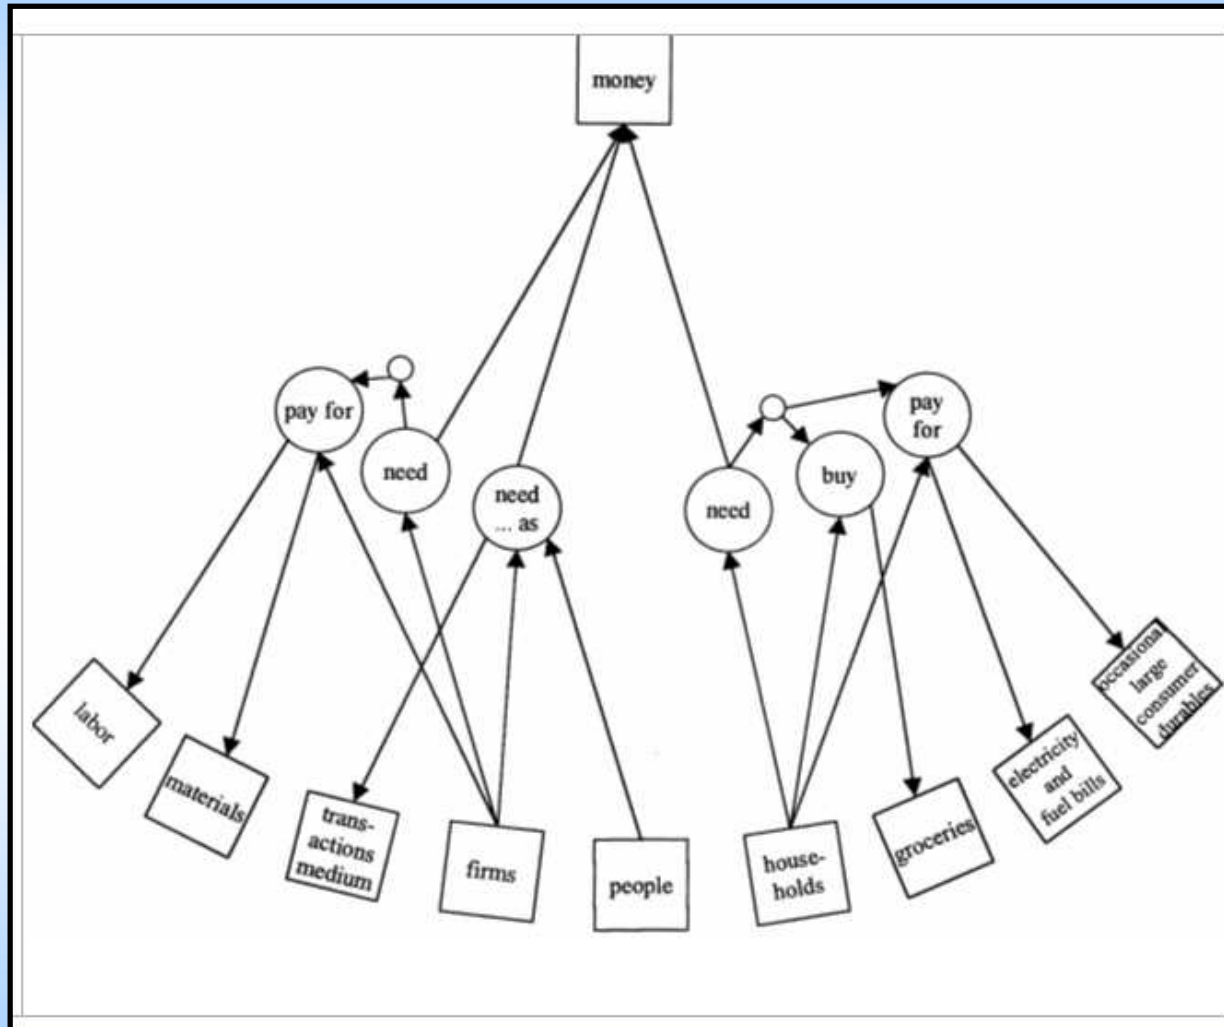 money
pay for
need
need
... as
need
buy
pay
for
labor
materials
trans-
actions
medium
firms
people
house-
holds
groceries
electricity
and
fuel bills
occasional
large
consumer
durables